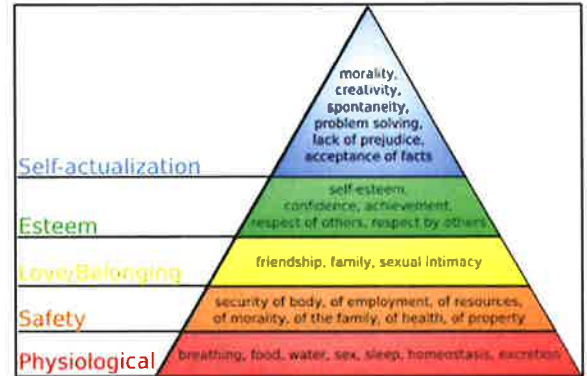 morality,
creativity,
spontaneity,
problem solving,
lack of prejudice,
acceptance of facts
Self-actualization
self-esteem,
confidence, achievement,
respect of others, respect by others
Esteem
friendship, family, sexual intimacy
Love/Belonging
security of body, of employment, of resources,
of morality, of the family, of health, of property
Safety
breathing, food, water, sex, sleep, homeostasis, excretion
Physiological